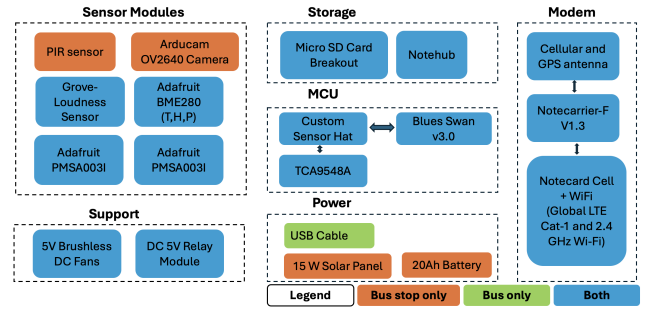 Sensor Modules
PIR sensor
Arducam
OV2640 Camera
Grove-
Loudness
Sensor
Adafruit
BME280
(T,H,P)
Adafruit
PMSA003I
Adafruit
PMSA003I
Support
5V Brushless
DC Fans
DC 5V Relay
Module
Storage
Micro SD Card
Breakout
Notehub
MCU
Custom
Sensor Hat
Blues Swan
v3.0
TCA9548A
Power
USB Cable
15 W Solar Panel
20Ah Battery
Modem
Cellular and
GPS antenna
Notecarrier-F
V1.3
Notecard Cell
+ WiFi
(Global LTE
Cat-1 and 2.4
GHz Wi-Fi)
Legend
Bus stop only
Bus only
Both